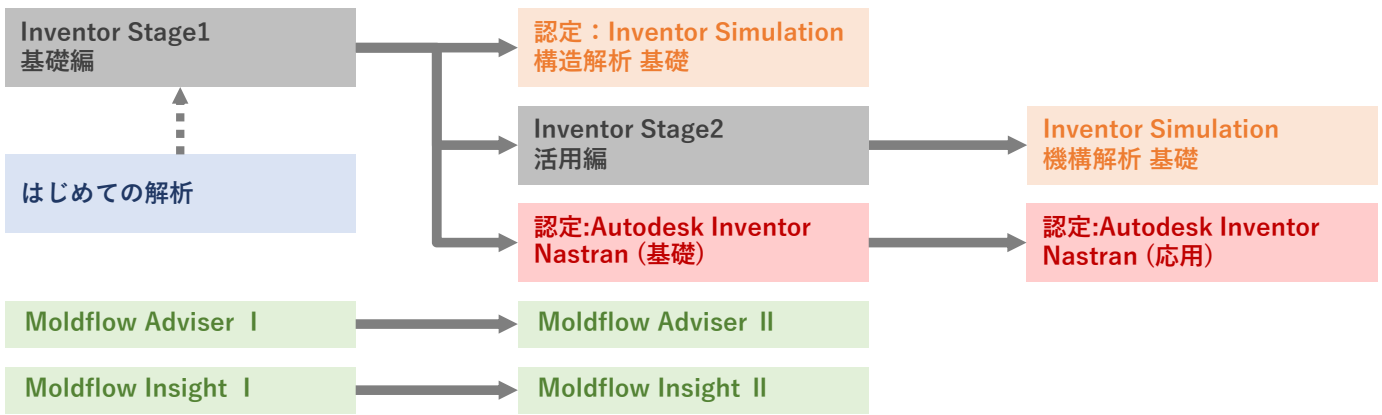 Inventor Stage1
基礎編
認定：Inventor Simulation
構造解析 基礎
Inventor Stage2
活用編
Inventor Simulation
機構解析 基礎
はじめての解析
認定:Autodesk Inventor
Nastran (基礎)
認定:Autodesk Inventor
Nastran (応用)
Moldflow Adviser Ⅰ
Moldflow Adviser Ⅱ
Moldflow Insight Ⅰ
Moldflow Insight Ⅱ